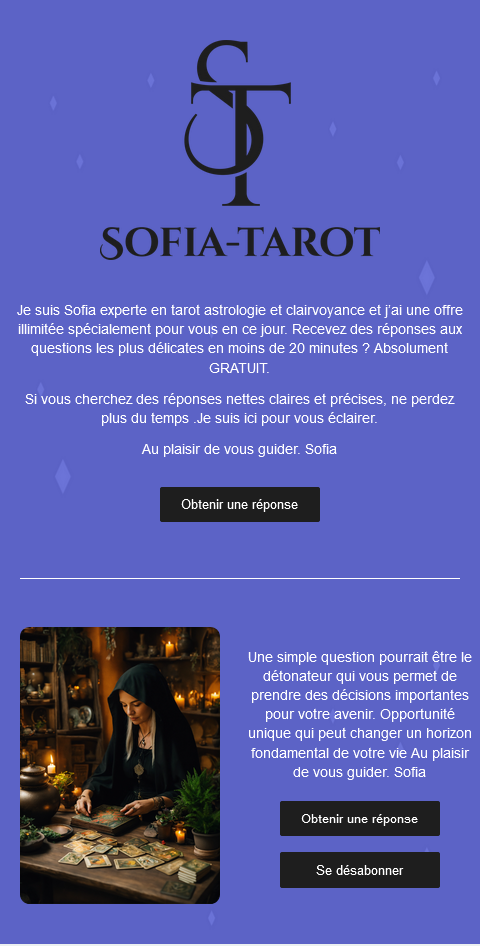 ST
SOFIA-TAROT
Je suis Sofia experte en tarot astrologie et clairvoyance et j’ai une offre
illimitée spécialement pour vous en ce jour. Recevez des réponses aux
questions les plus délicates en moins de 20 minutes ? Absolument
GRATUIT.
Si vous cherchez des réponses nettes claires et précises, ne perdez
plus du temps .Je suis ici pour vous éclairer.
Au plaisir de vous guider. Sofia
Obtenir une réponse
Une simple question pourrait être le
détonateur qui vous permet de
prendre des décisions importantes
pour votre avenir. Opportunité
unique qui peut changer un horizon
fondamental de votre vie Au plaisir
de vous guider. Sofia
Obtenir une réponse
Se désabonner